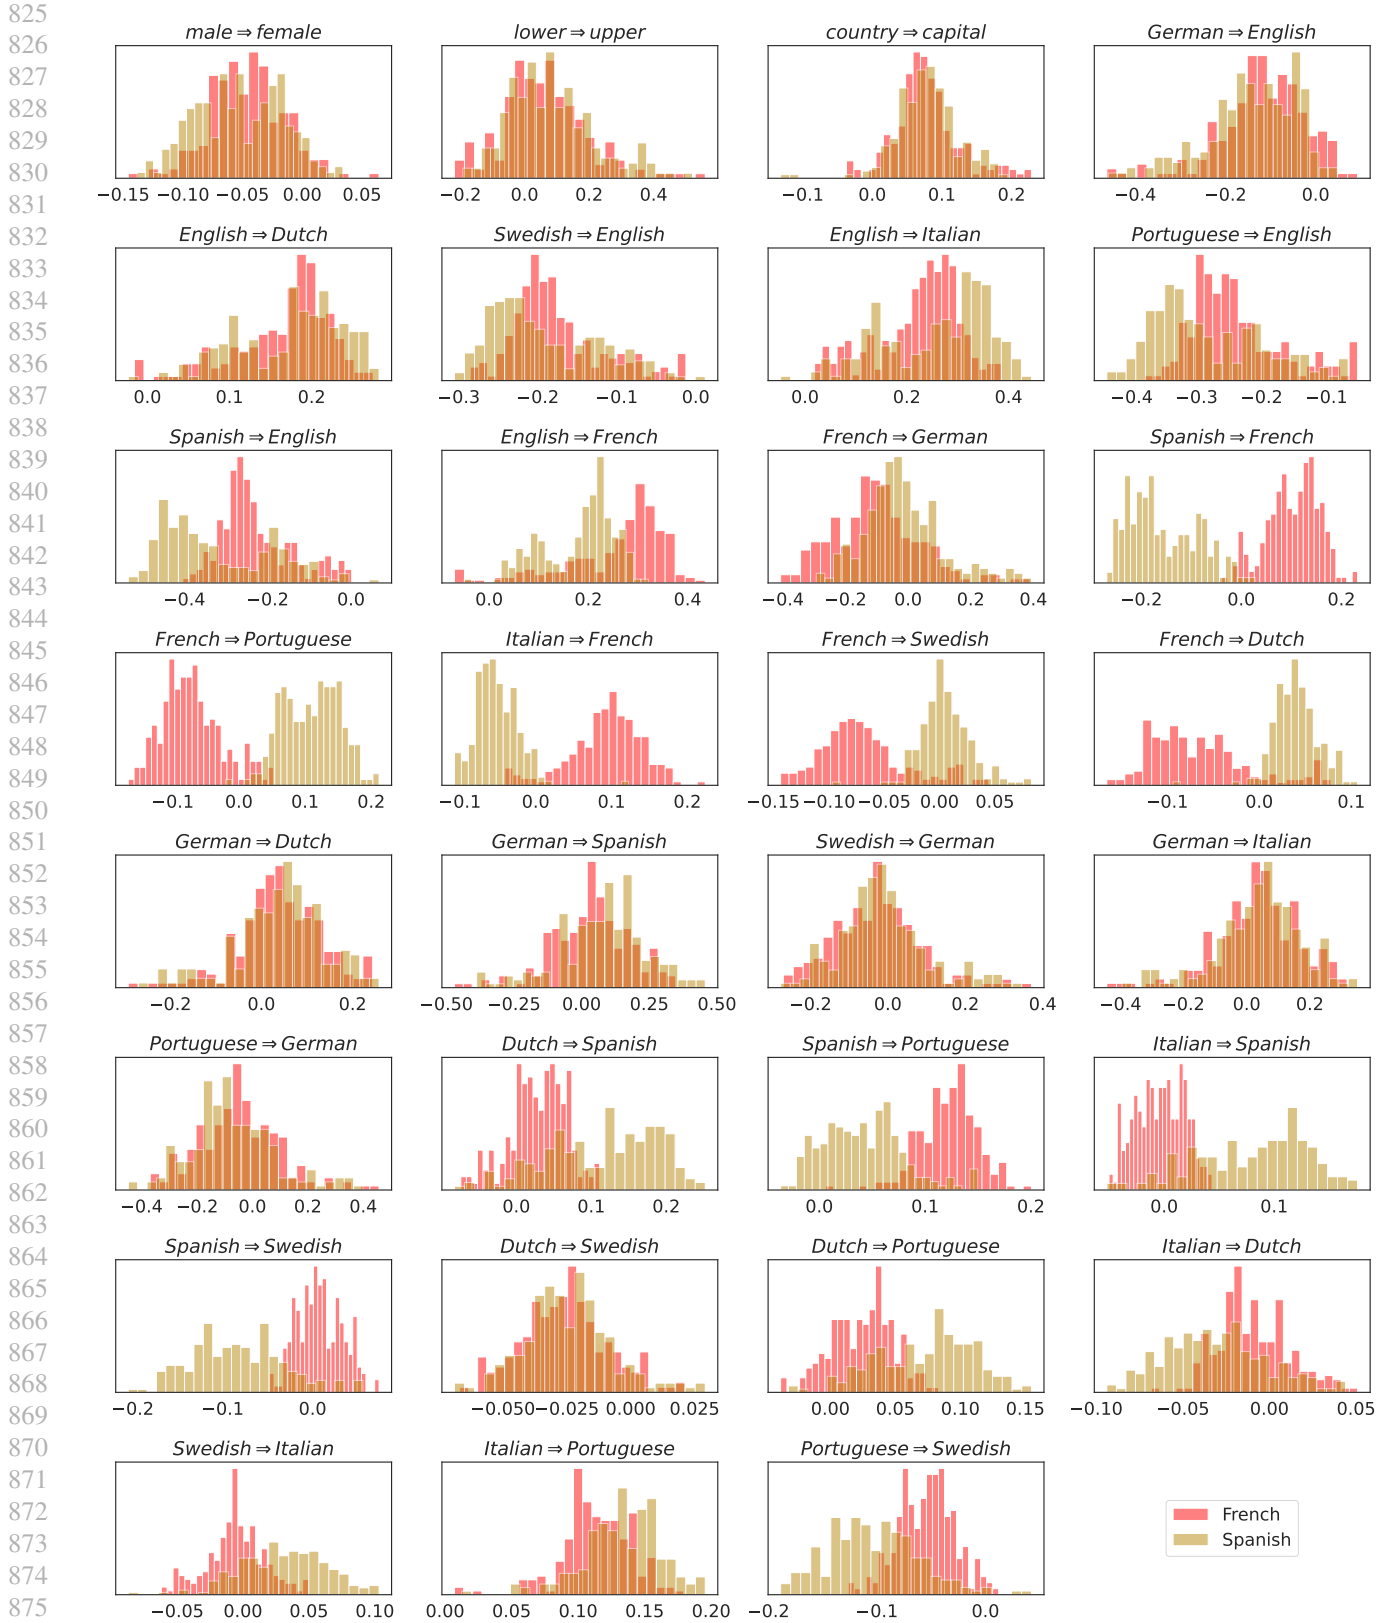 825
826
827
828
829
830
831
832
833
834
835
836
837
838
839
840
841
842
843
844
845
846
847
848
849
850
851
852
853
854
855
856
857
858
859
860
861
862
863
864
865
866
867
868
869
870
871
872
873
874
875
male ⇒ female
−0.15 −0.10 −0.05 0.00 0.05
lower ⇒ upper
−0.2 0.0 0.2 0.4
country ⇒ capital
−0.1 0.0 0.1 0.2
German ⇒ English
−0.4 −0.2 0.0
English ⇒ Dutch
0.0 0.1 0.2
Swedish ⇒ English
−0.3 −0.2 −0.1 0.0
English ⇒ Italian
0.0 0.2 0.4
Portuguese ⇒ English
−0.4 −0.3 −0.2 −0.1
Spanish ⇒ English
−0.4 −0.2 0.0
English ⇒ French
0.0 0.2 0.4
French ⇒ German
−0.4 −0.2 0.0 0.2 0.4
Spanish ⇒ French
−0.2 0.0 0.2
French ⇒ Portuguese
−0.1 0.0 0.1 0.2
Italian ⇒ French
−0.1 0.0 0.1 0.2
French ⇒ Swedish
−0.15 −0.10 −0.05 0.00 0.05
French ⇒ Dutch
−0.1 0.0 0.1
German ⇒ Dutch
−0.2 0.0 0.2
German ⇒ Spanish
−0.50 −0.25 0.00 0.25 0.50
Swedish ⇒ German
−0.2 0.0 0.2 0.4
German ⇒ Italian
−0.4 −0.2 0.0 0.2
Portuguese ⇒ German
−0.4 −0.2 0.0 0.2 0.4
Dutch ⇒ Spanish
0.0 0.1 0.2
Spanish ⇒ Portuguese
0.0 0.1 0.2
Italian ⇒ Spanish
0.0 0.1
Spanish ⇒ Swedish
−0.2 −0.1 0.0
Dutch ⇒ Swedish
−0.050 −0.025 0.000 0.025
Dutch ⇒ Portuguese
0.00 0.05 0.10 0.15
Italian ⇒ Dutch
−0.10 −0.05 0.00 0.05
Swedish ⇒ Italian
−0.05 0.00 0.05 0.10
Italian ⇒ Portuguese
0.00 0.05 0.10 0.15 0.20
Portuguese ⇒ Swedish
−0.2 −0.1 0.0
French
Spanish